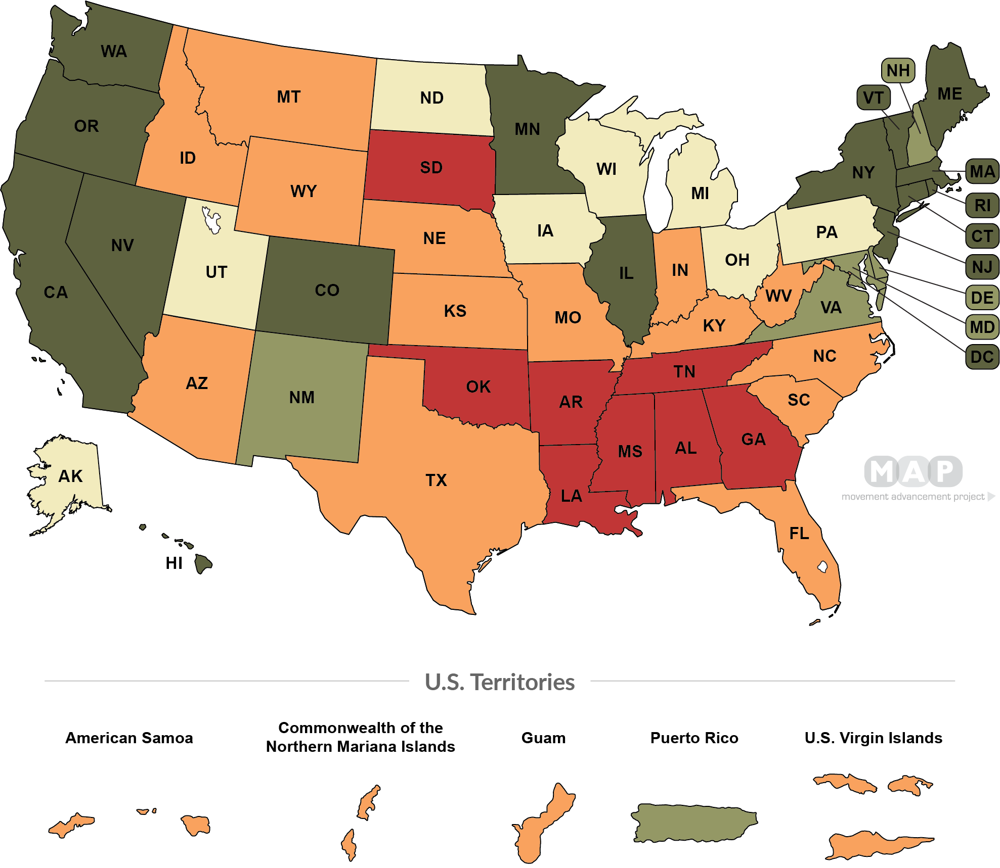 WA
MT
ND
MN
NH
VT
ME
OR
ID
WY
SD
WI
MI
NY
MA
RI
CT
NJ
DE
MD
DC
NV
UT
CO
NE
IA
IL
IN
OH
PA
CA
KS
MO
KY
WV
VA
AZ
NM
OK
AR
TN
NC
SC
TX
LA
MS
AL
GA
FL
AK
HI
MAP
movement advancement project
U.S. Territories
American Samoa
Commonwealth of the
Northern Mariana Islands
Guam
Puerto Rico
U.S. Virgin Islands